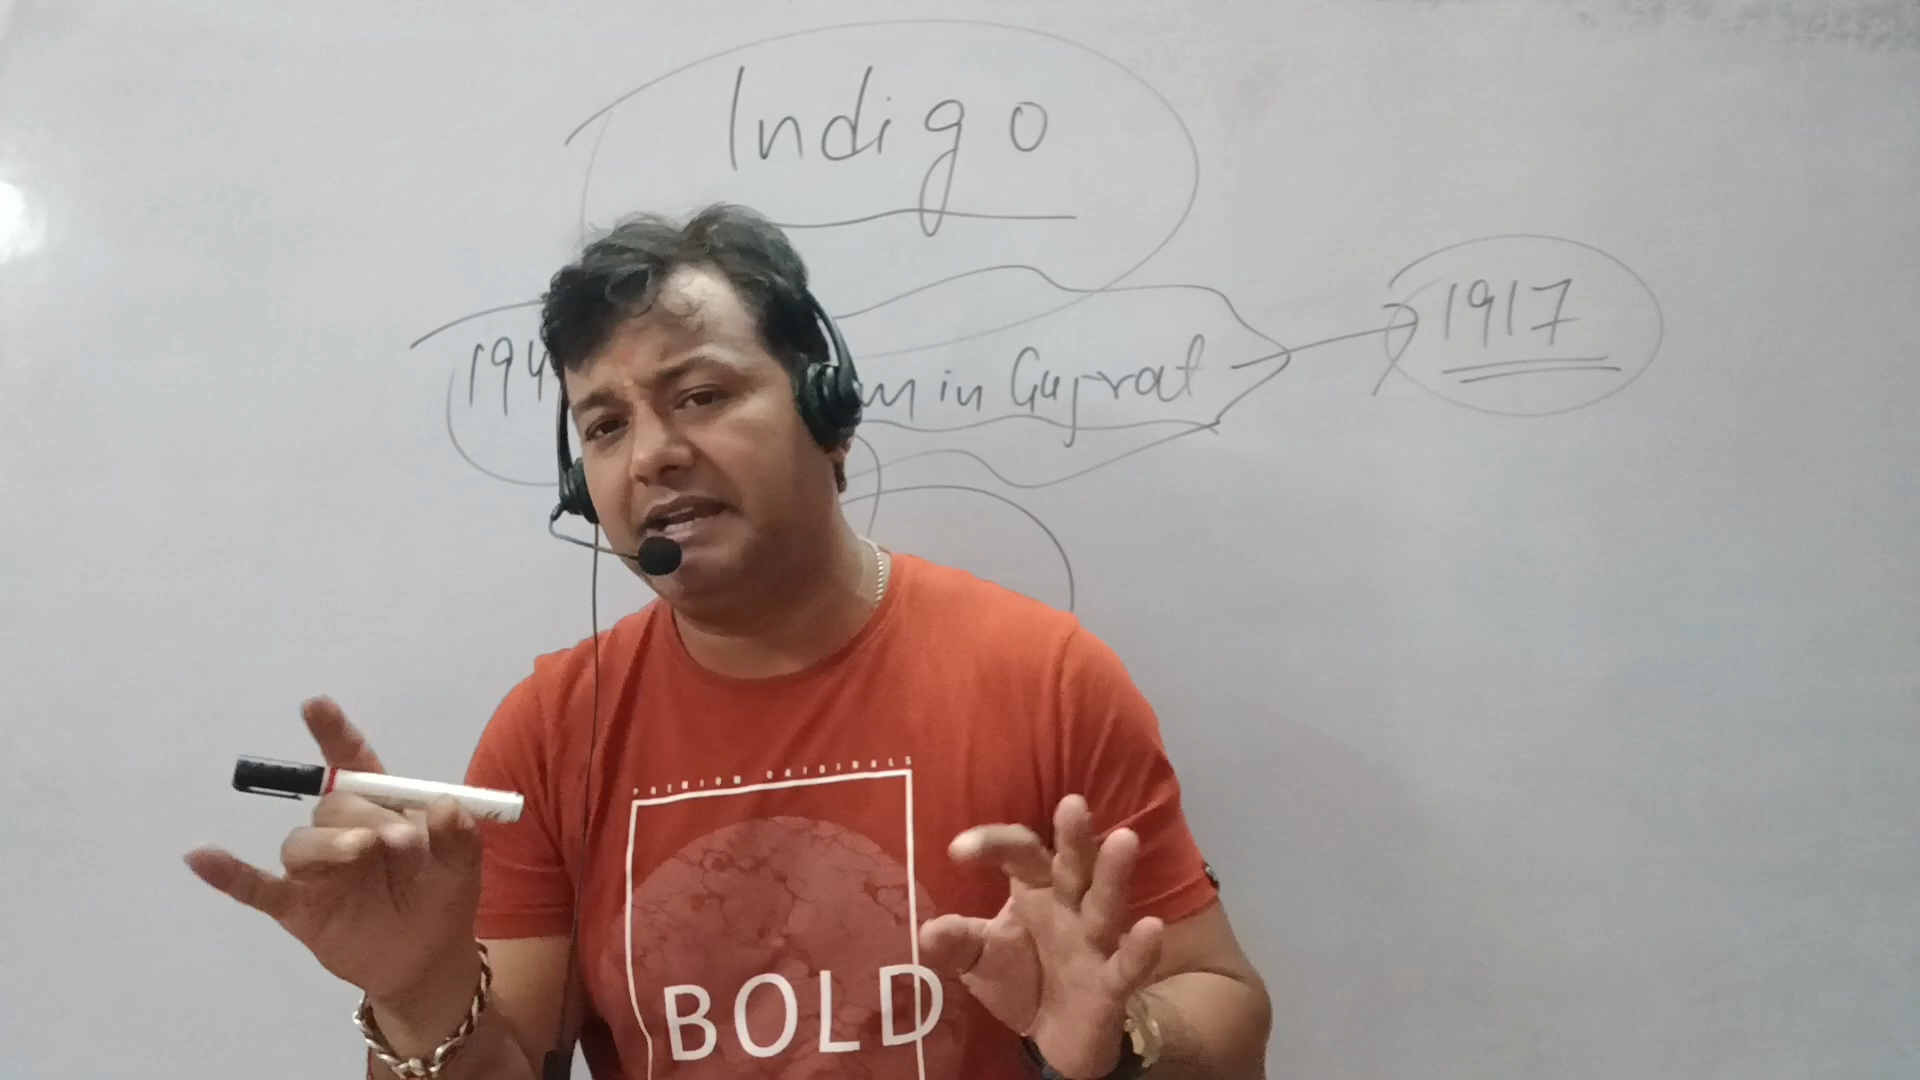 Indigo
194
in Gujrat
1917
PREMIUM ORIGINALS
BOLD